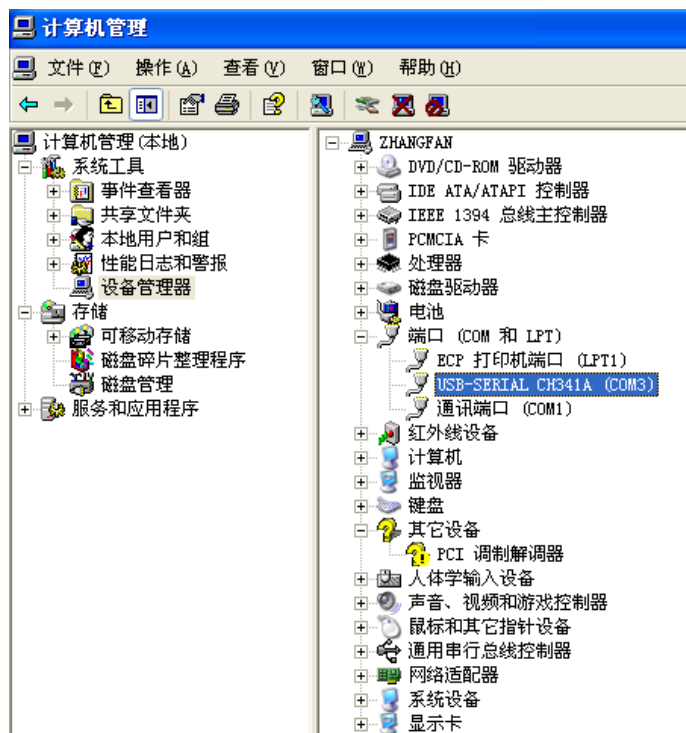 计算机管理
文件(F) 操作(A) 查看(V) 窗口(W) 帮助(H)
计算机管理(本地)
系统工具
事件查看器
共享文件夹
本地用户和组
性能日志和警报
设备管理器
存储
可移动存储
磁盘碎片整理程序
磁盘管理
服务和应用程序
ZHANGFAN
DVD/CD-ROM 驱动器
IDE ATA/ATAPI 控制器
IEEE 1394 总线主控制器
PCMCIA 卡
处理器
磁盘驱动器
电池
端口 (COM 和 LPT)
ECP 打印机端口 (LPT1)
USB-SERIAL CH341A (COM3)
通讯端口 (COM1)
红外线设备
计算机
监视器
键盘
其它设备
PCI 调制解调器
人体学输入设备
声音、视频和游戏控制器
鼠标和其它指针设备
通用串行总线控制器
网络适配器
系统设备
显示卡